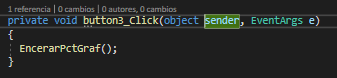 1 referencia | 0 cambios | 0 autores, 0 cambios
private void button3_Click(object sender, EventArgs e)
{
EncerarPctGraf();
}